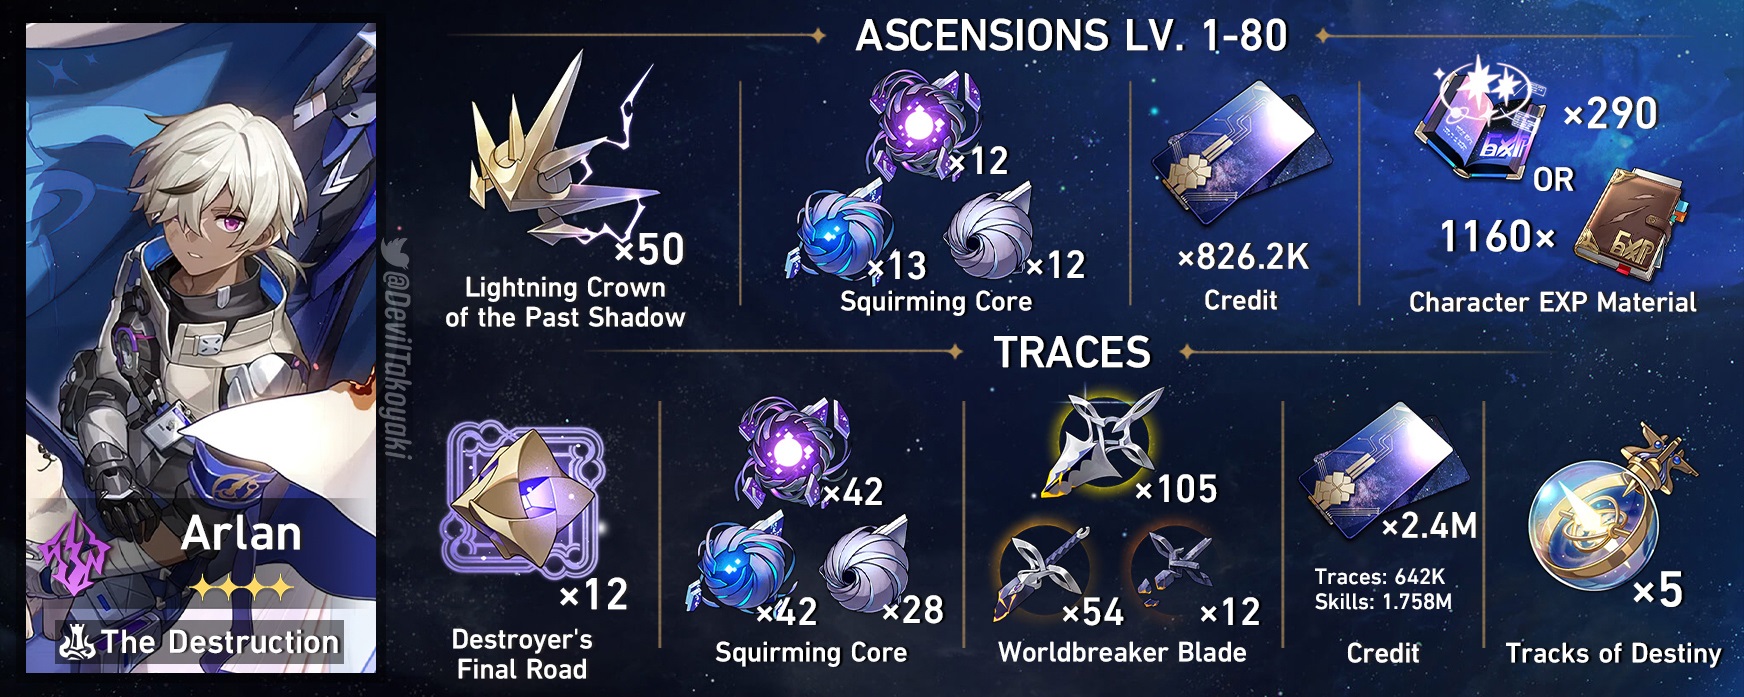 ASCENSIONS LV. 1-80
×50
Lightning Crown
of the Past Shadow
×12
×13
×12
Squirming Core
×826.2K
Credit
×290
OR
1160×
EXP
Character EXP Material
@DevilTakoyaki
TRACES
Arlan
The Destruction
×12
Destroyer's
Final Road
×42
×42
×28
Squirming Core
×105
×54
×12
Worldbreaker Blade
×2.4M
Traces: 642K
Skills: 1.758M
Credit
×5
Tracks of Destiny